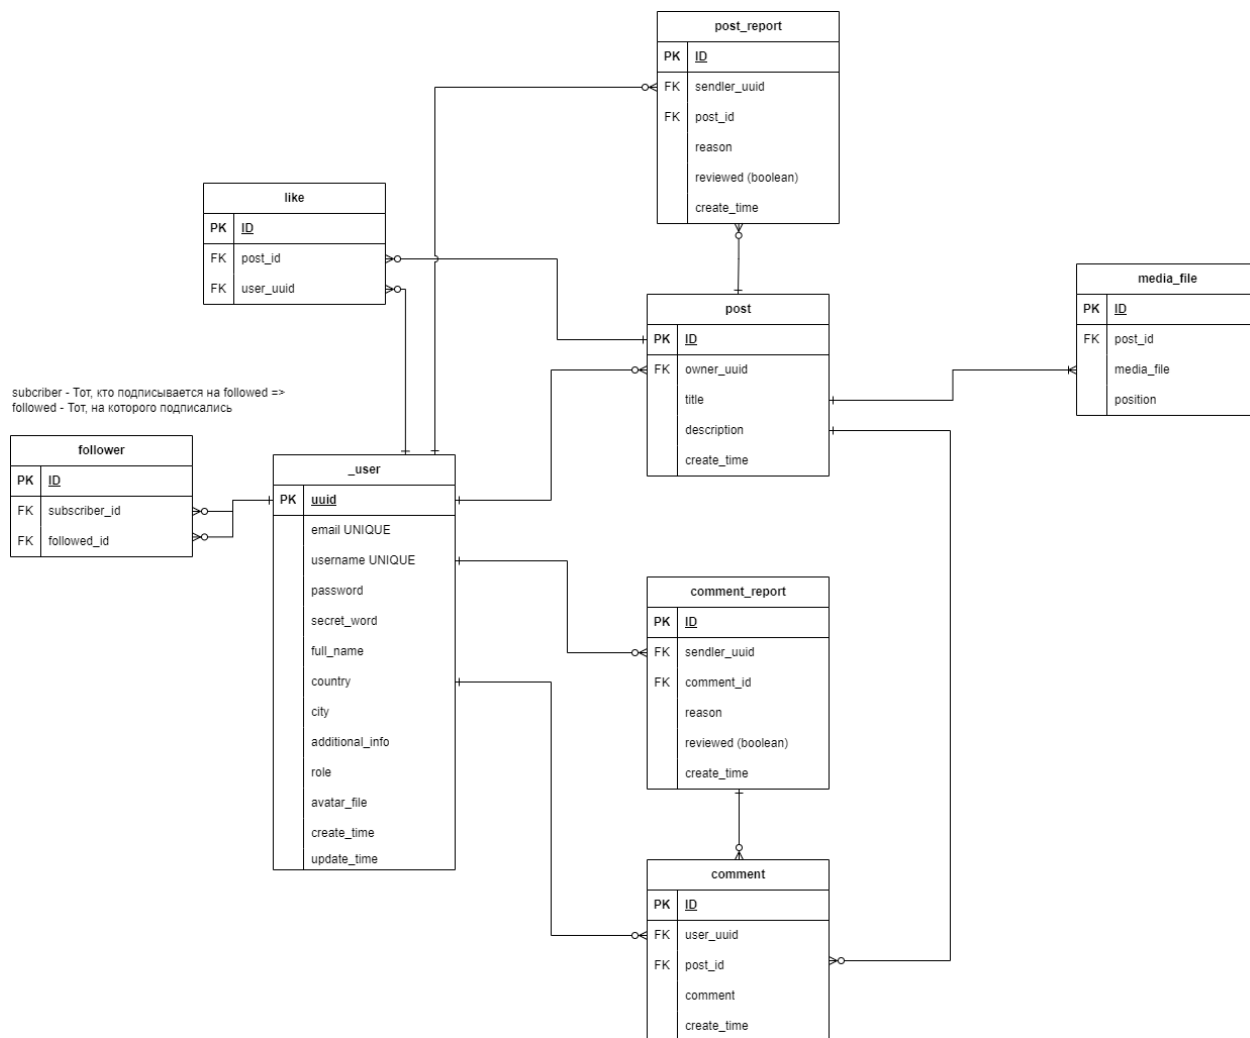 post_report
PK ID
FK sendler_uuid
FK post_id
reason
reviewed (boolean)
create_time
like
PK ID
FK post_id
FK user_uuid
media_file
PK ID
FK post_id
media_file
position
post
PK ID
FK owner_uuid
title
description
create_time
subcriber - Тот, кто подписывается на followed =>
followed - Тот, на которого подписались
follower
PK ID
FK subscriber_id
FK followed_id
_user
PK uuid
email UNIQUE
username UNIQUE
password
secret_word
full_name
country
city
additional_info
role
avatar_file
create_time
update_time
comment_report
PK ID
FK sendler_uuid
FK comment_id
reason
reviewed (boolean)
create_time
comment
PK ID
FK user_uuid
FK post_id
comment
create_time